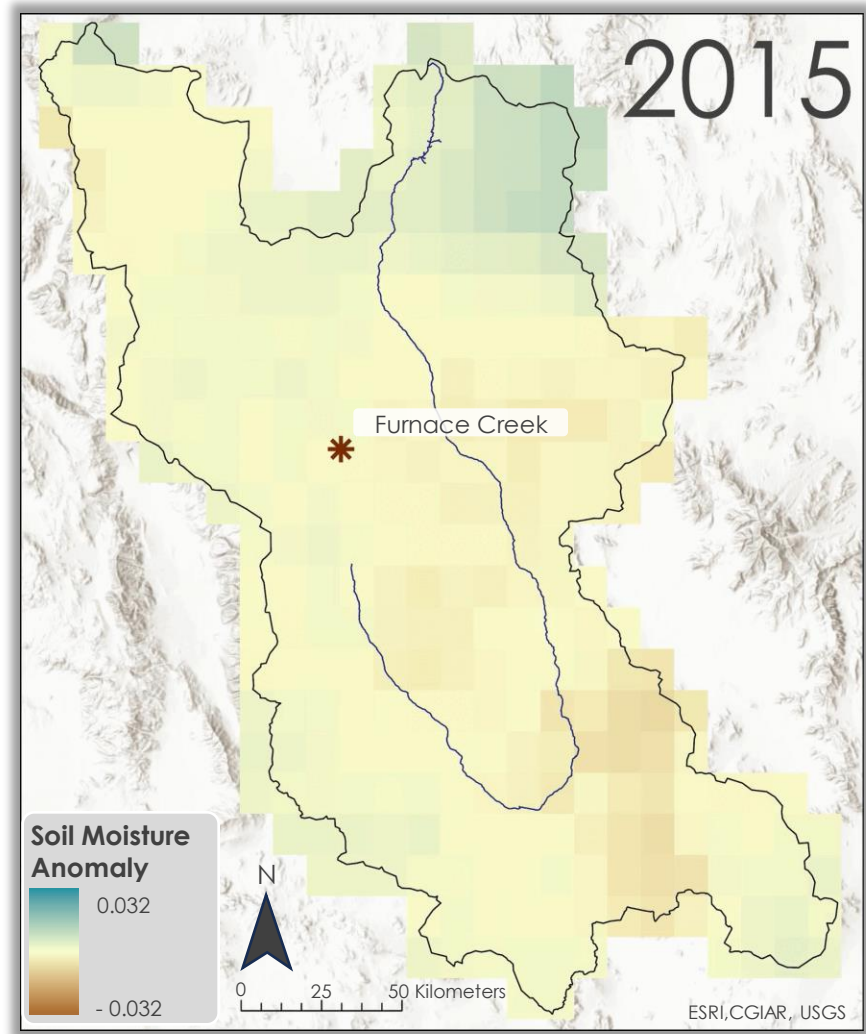 2015
Furnace Creek
Soil Moisture
Anomaly
0.032
- 0.032
N
0 25 50 Kilometers
ESRI,CGIAR, USGS